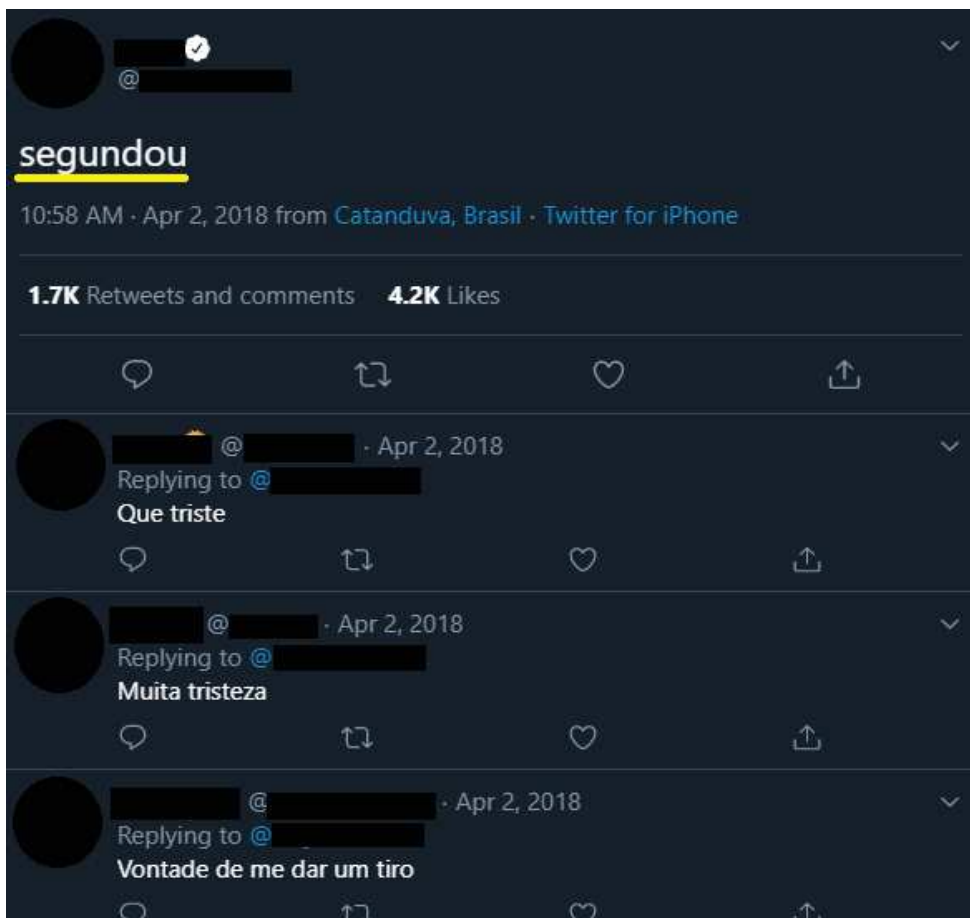 @
segundou
10:58 AM · Apr 2, 2018 from Catanduva, Brasil · Twitter for iPhone
1.7K Retweets and comments 4.2K Likes
@ · Apr 2, 2018
Replying to @
Que triste
@ · Apr 2, 2018
Replying to @
Muita tristeza
@ · Apr 2, 2018
Replying to @
Vontade de me dar um tiro